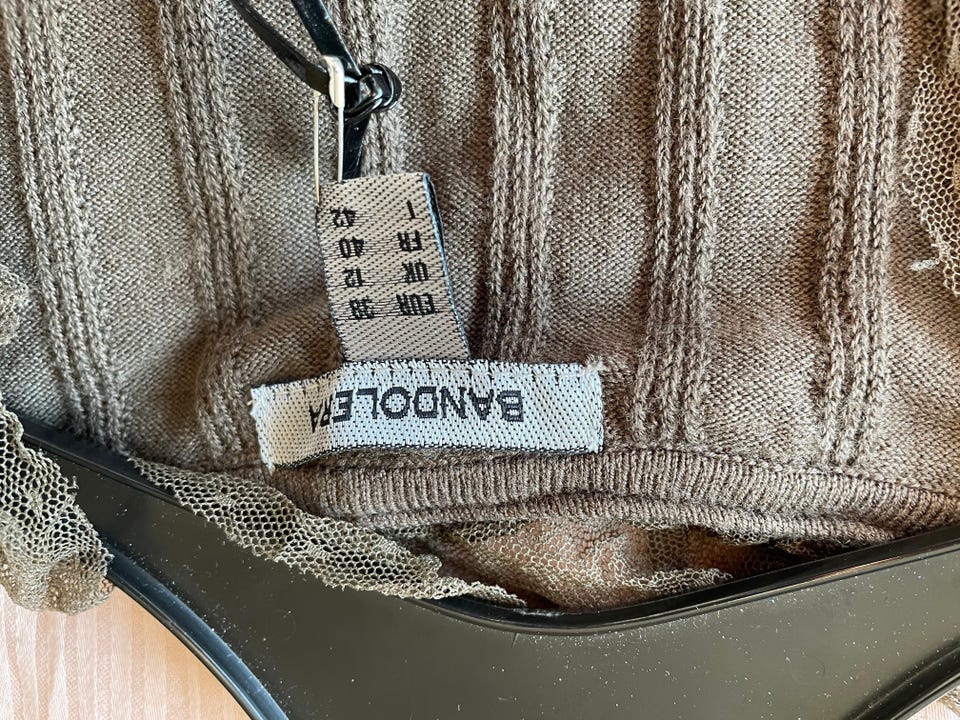 BANDOLERA
EUR 38
UK 12
FR 40
I 42